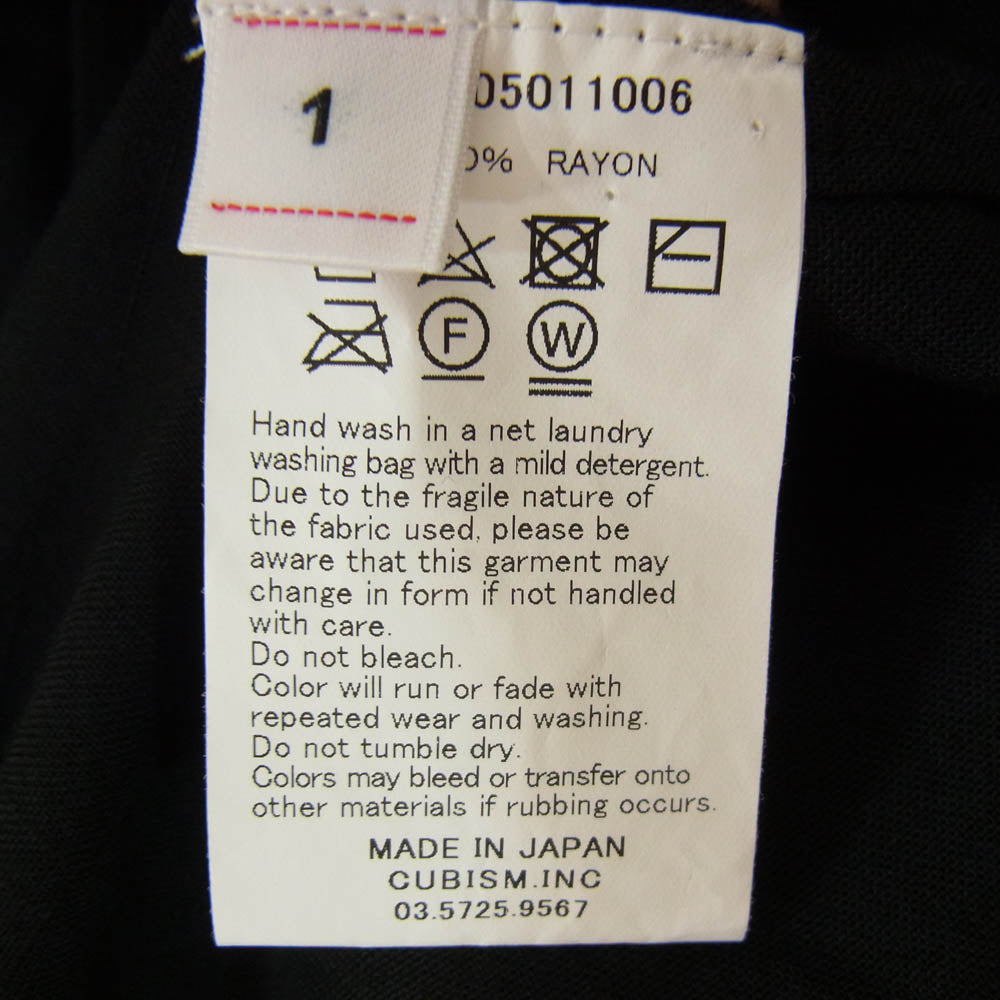 1
05011006
0% RAYON
F
W
Hand wash in a net laundry
washing bag with a mild detergent.
Due to the fragile nature of
the fabric used, please be
aware that this garment may
change in form if not handled
with care.
Do not bleach.
Color will run or fade with
repeated wear and washing.
Do not tumble dry.
Colors may bleed or transfer onto
other materials if rubbing occurs.
MADE IN JAPAN
CUBISM.INC
03.5725.9567